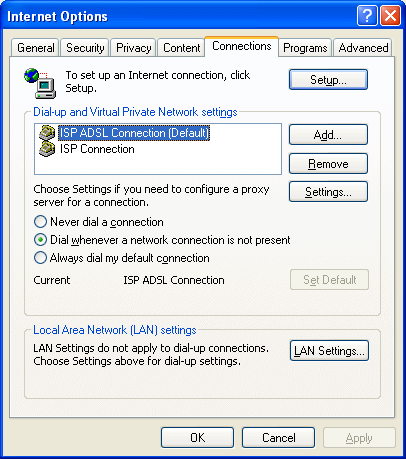 Internet Options
?
General Security Privacy Content Connections Programs Advanced
To set up an Internet connection, click Setup... 
Setup.
Dial-up and Virtual Private Network settings
ISP ADSL Connection (Default)
ISP Connection
Add...
Remove
Choose Settings if you need to configure a proxy
server for a connection.
Settings...
Never dial a connection
Dial whenever a network connection is not present
Always dial my default connection
Current ISP ADSL Connection Set Default
Local Area Network (LAN) settings
LAN Settings do not apply to dial-up connections.
Choose Settings above for dial-up settings.
LAN Settings...
OK Cancel Apply